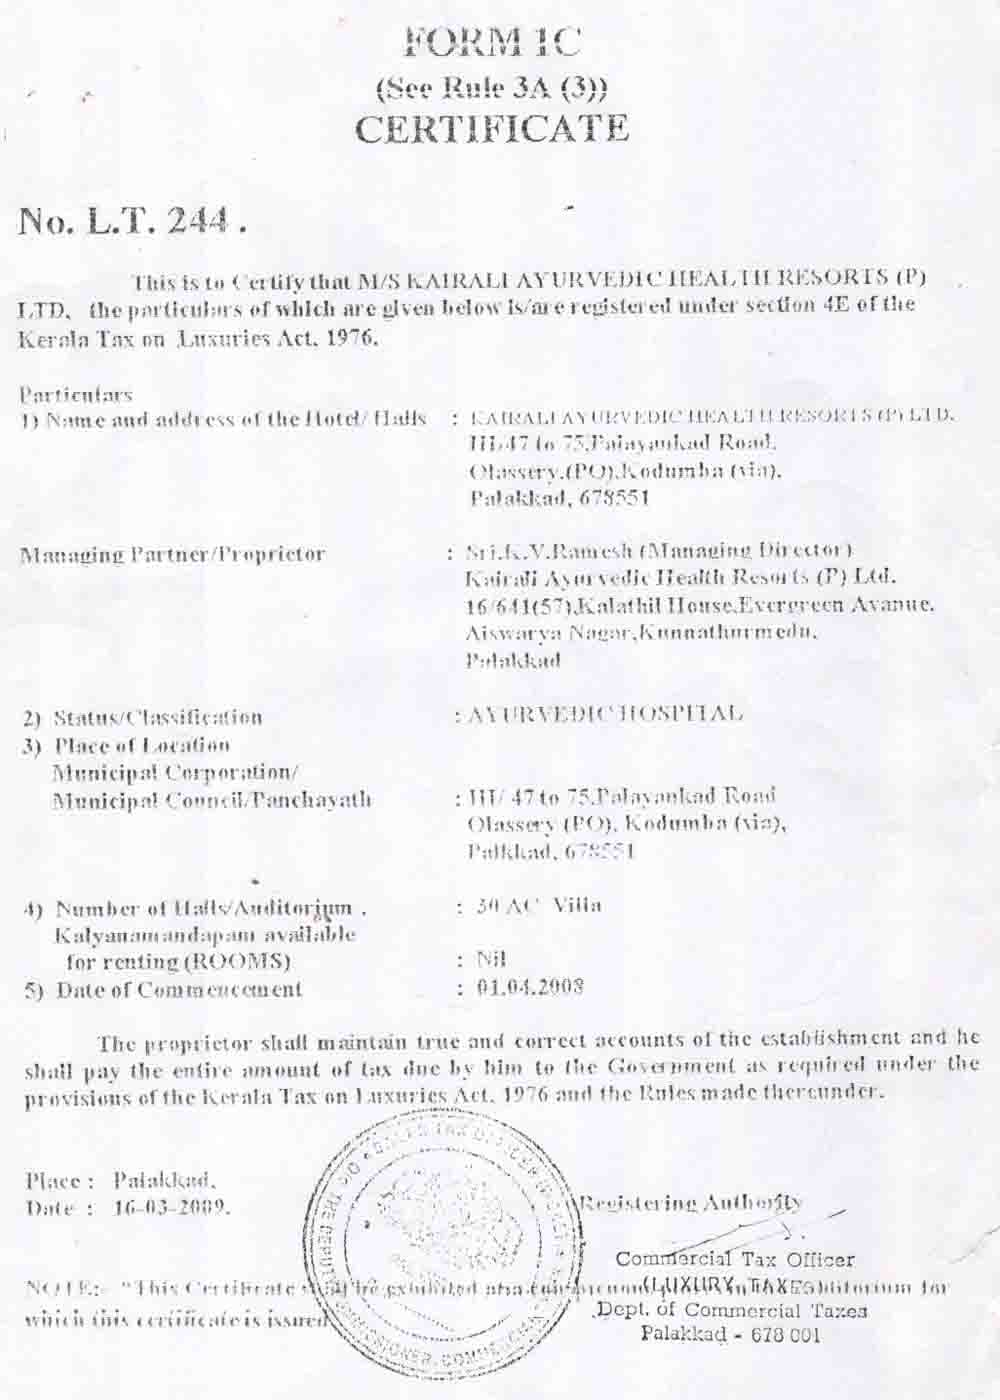 FORM 1C
(See Rule 3A (3))
CERTIFICATE
No. L.T. 244 .
This is to Certify that M/S KAIRALI AYURVEDIC HEALTH RESORTS (P)
LTD, the particulars of which are given below is/are registered under section 4E of the
Kerala Tax on Luxuries Act, 1976.
Particulars
1) Name and address of the Hotel/ Halls : KAIRALI AYURVEDIC HEALTH RESORTS (P) LTD.
III/47 to 75,Palayankad Road,
Olassery,(PO),Kodumba (via),
Palakkad, 678551
Managing Partner/Proprietor : Sri.K.V.Ramesh (Managing Director)
Kairali Ayurvedic Health Resorts (P) Ltd.
16/641(57),Kalathil House,Evergreen Avanue,
Aiswarya Nagar,Kunnathurmedu,
Palakkad
2) Status/Classification : AYURVEDIC HOSPITAL
3) Place of Location
Municipal Corporation/
Municipal Council/Panchayath : III/ 47 to 75,Palayankad Road
Olassery (PO), Kodumba (via),
Palkkad, 678551
4) Number of Halls/Auditorium . : 30 AC Villa
Kalyanamandapam available
for renting (ROOMS) : Nil
5) Date of Commencement : 01.04.2008
The proprietor shall maintain true and correct accounts of the establishment and he
shall pay the entire amount of tax due by him to the Government as required under the
provisions of the Kerala Tax on Luxuries Act, 1976 and the Rules made thereunder.
Place : Palakkad.
Date : 16-03-2009.
Registering Authority
Commercial Tax Officer
(LUXURY TAXES)
Dept. of Commercial Taxes
Palakkad - 678 001
NOTE:- "This Certificate shall be exhibited at a conspicuous for
which this certificate is issued